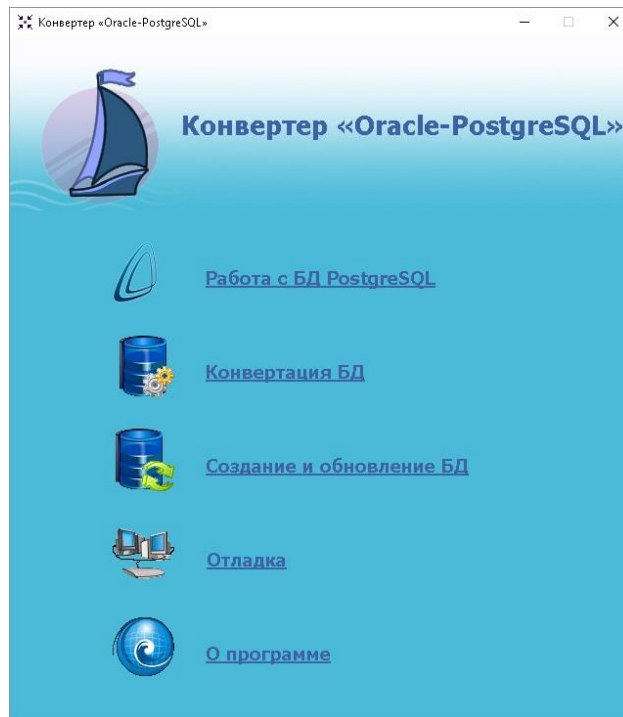 Конвертер «Oracle-PostgreSQL»
Конвертер «Oracle-PostgreSQL»
Работа с БД PostgreSQL
Конвертация БД
Создание и обновление БД
Отладка
О программе